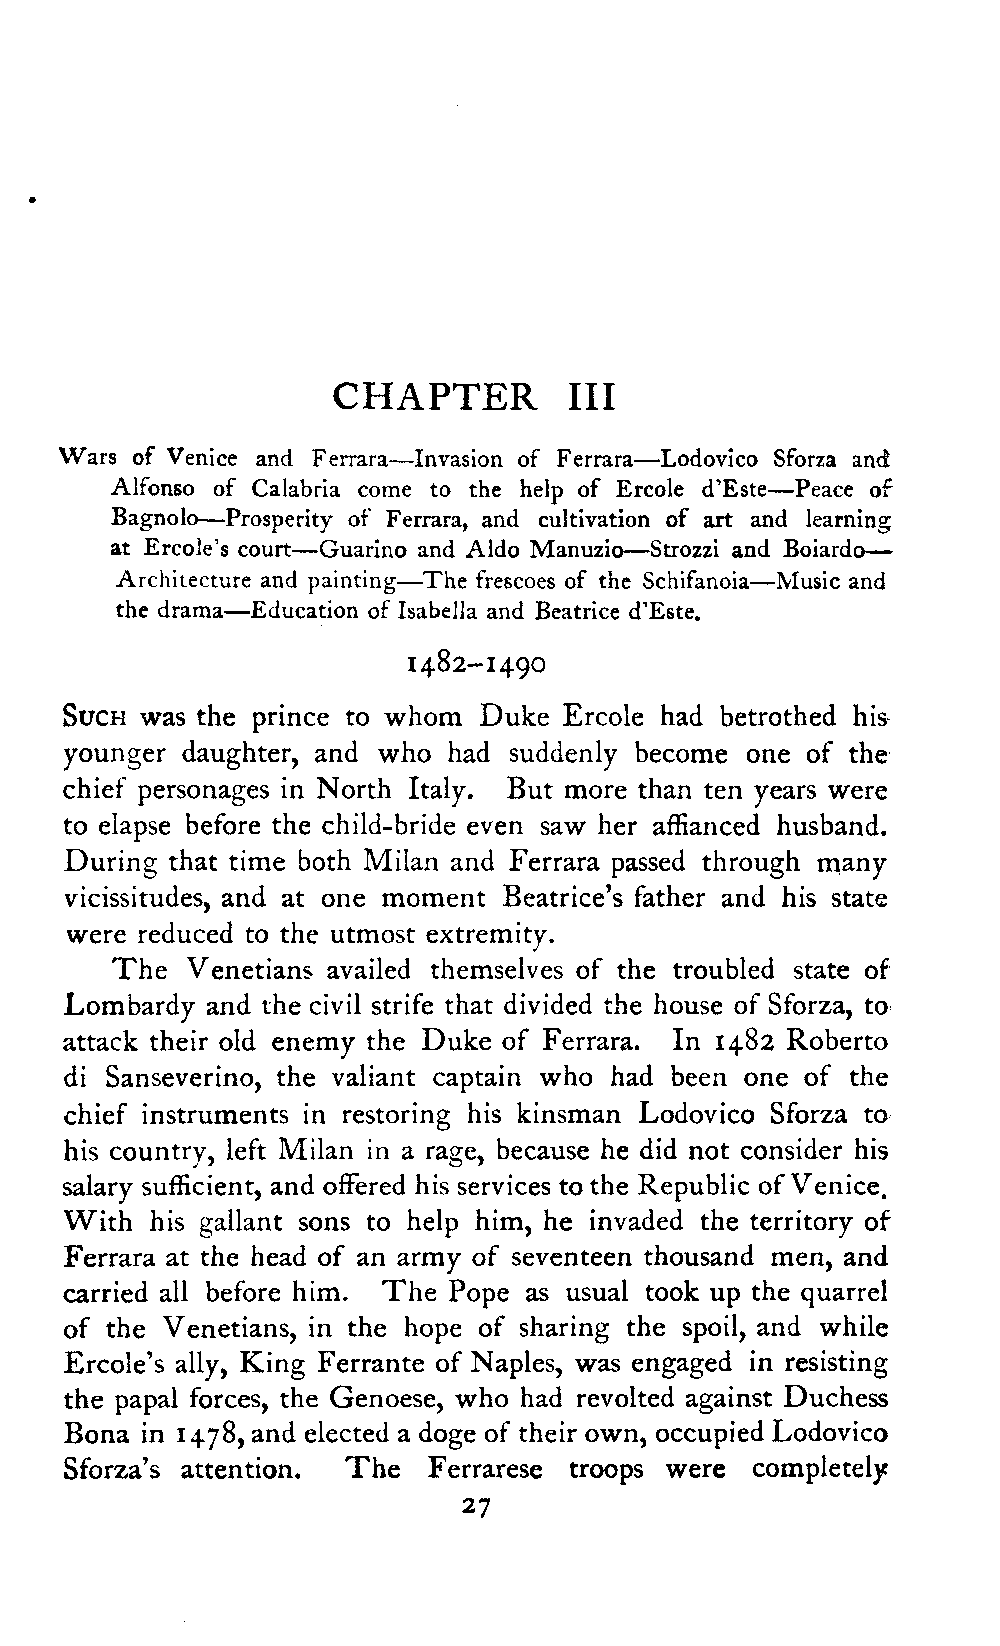 CHAPTER III
Wars of Venice and Ferrara—Invasion of Ferrara—Lodovico Sforza and
Alfonso of Calabria come to the help of Ercole d'Este—Peace of
Bagnolo—Prosperity of Ferrara, and cultivation of art and learning
at Ercole's court—Guarino and Aldo Manuzio—Strozzi and Boiardo—
Architecture and painting—The frescoes of the Schifanoia—Music and
the drama—Education of Isabella and Beatrice d'Este.
1482–1490
SUCH was the prince to whom Duke Ercole had betrothed his
younger daughter, and who had suddenly become one of the
chief personages in North Italy. But more than ten years were
to elapse before the child-bride even saw her affianced husband.
During that time both Milan and Ferrara passed through many
vicissitudes, and at one moment Beatrice's father and his state
were reduced to the utmost extremity.
The Venetians availed themselves of the troubled state of
Lombardy and the civil strife that divided the house of Sforza, to
attack their old enemy the Duke of Ferrara. In 1482 Roberto
di Sanseverino, the valiant captain who had been one of the
chief instruments in restoring his kinsman Lodovico Sforza to
his country, left Milan in a rage, because he did not consider his
salary sufficient, and offered his services to the Republic of Venice.
With his gallant sons to help him, he invaded the territory of
Ferrara at the head of an army of seventeen thousand men, and
carried all before him. The Pope as usual took up the quarrel
of the Venetians, in the hope of sharing the spoil, and while
Ercole's ally, King Ferrante of Naples, was engaged in resisting
the papal forces, the Genoese, who had revolted against Duchess
Bona in 1478, and elected a doge of their own, occupied Lodovico
Sforza's attention. The Ferrarese troops were completely
27